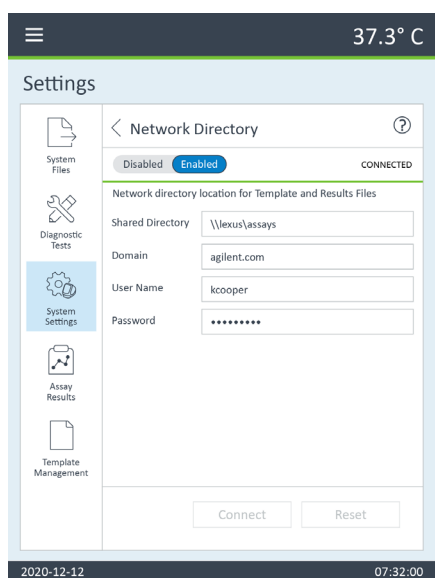 37.3° C
Settings
System
Files
Diagnostic
Tests
System
Settings
Assay
Results
Template
Management
Network Directory
?
Disabled Enabled CONNECTED
Network directory location for Template and Results Files
Shared Directory \\lexus\assays
Domain agilent.com
User Name kcooper
Password •••••••••
Connect Reset
2020-12-12 07:32:00